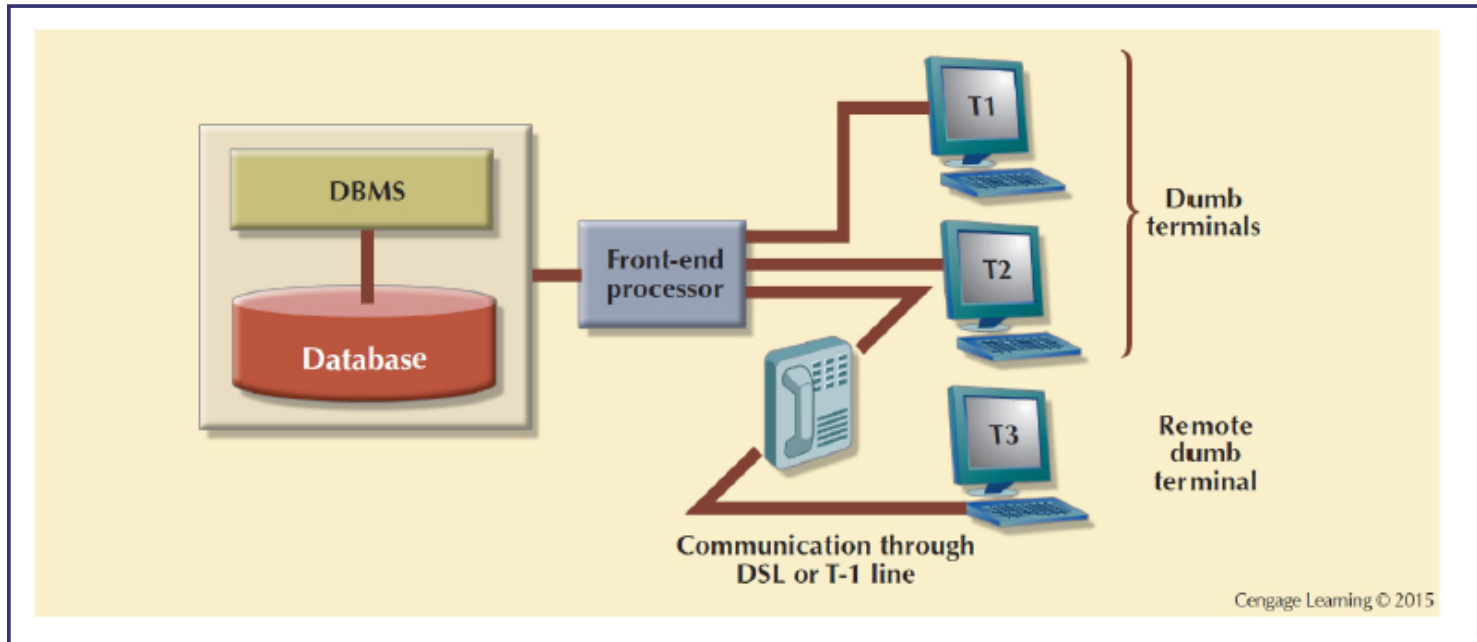 DBMS
Database
Front-end
processor
T1
T2
T3
Dumb
terminals
Remote
dumb
terminal
Communication through
DSL or T-1 line
Cengage Learning © 2015